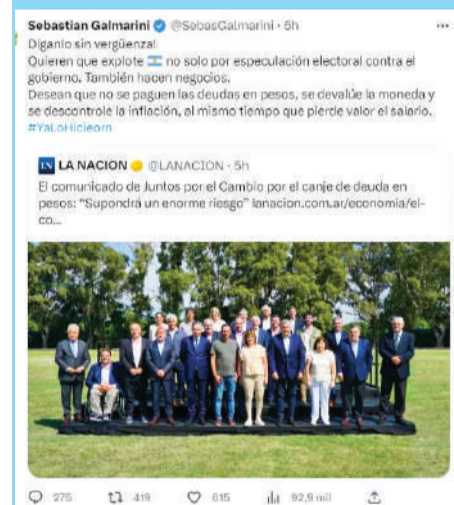 Sebastian Galmarini @SebasGalmarini · 5h
Diganlo sin vergüenza!
Quieren que explote 🇦🇷 no solo por especulación electoral contra el
gobierno. También hacen negocios.
Desean que no se paguen las deudas en pesos, se devalúe la moneda y
se descontrole la inflación, al mismo tiempo que pierde valor el salario.
#YaLoHicieorn
LN LA NACION @LANACION · 5h
El comunicado de Juntos por el Cambio por el canje de deuda en
pesos: “Supondrá un enorme riesgo” lanacion.com.ar/economia/el-
co...
275 419 615 92,9 mil